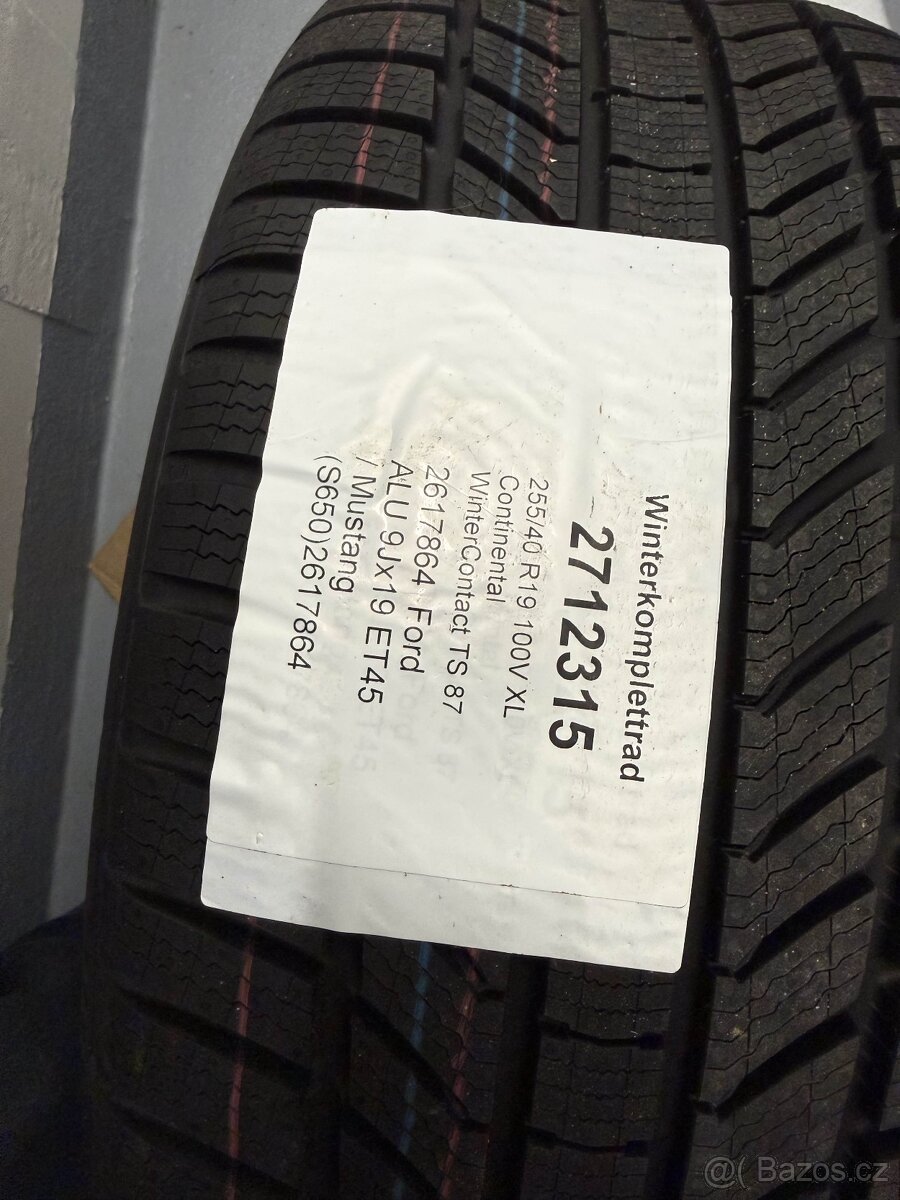 Winterkomplettrad
2712315
255/40 R19 100V XL
Continental
WinterContact TS 87
2617864 Ford
ALU 9Jx19 ET45
/ Mustang
(S650)2617864
@( Bazos.cz